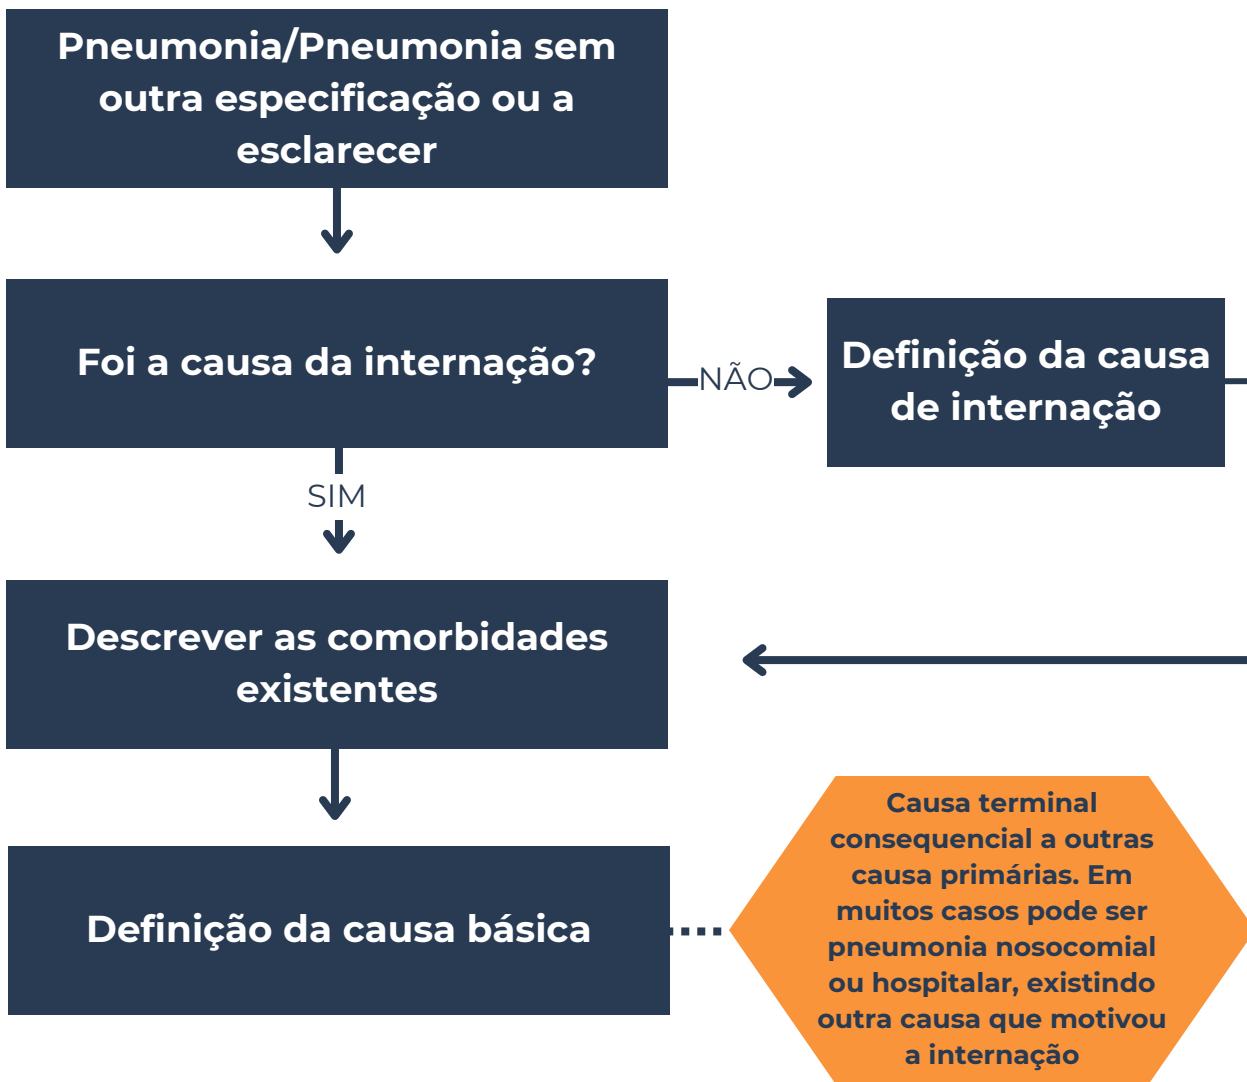 Pneumonia/Pneumonia sem
outra especificação ou a
esclarecer
Foi a causa da internação?
NÃO
Definição da causa
de internação
SIM
Descrever as comorbidades
existentes
Definição da causa básica
Causa terminal
consequencial a outras
causa primárias. Em
muitos casos pode ser
pneumonia nosocomial
ou hospitalar, existindo
outra causa que motivou
a internação